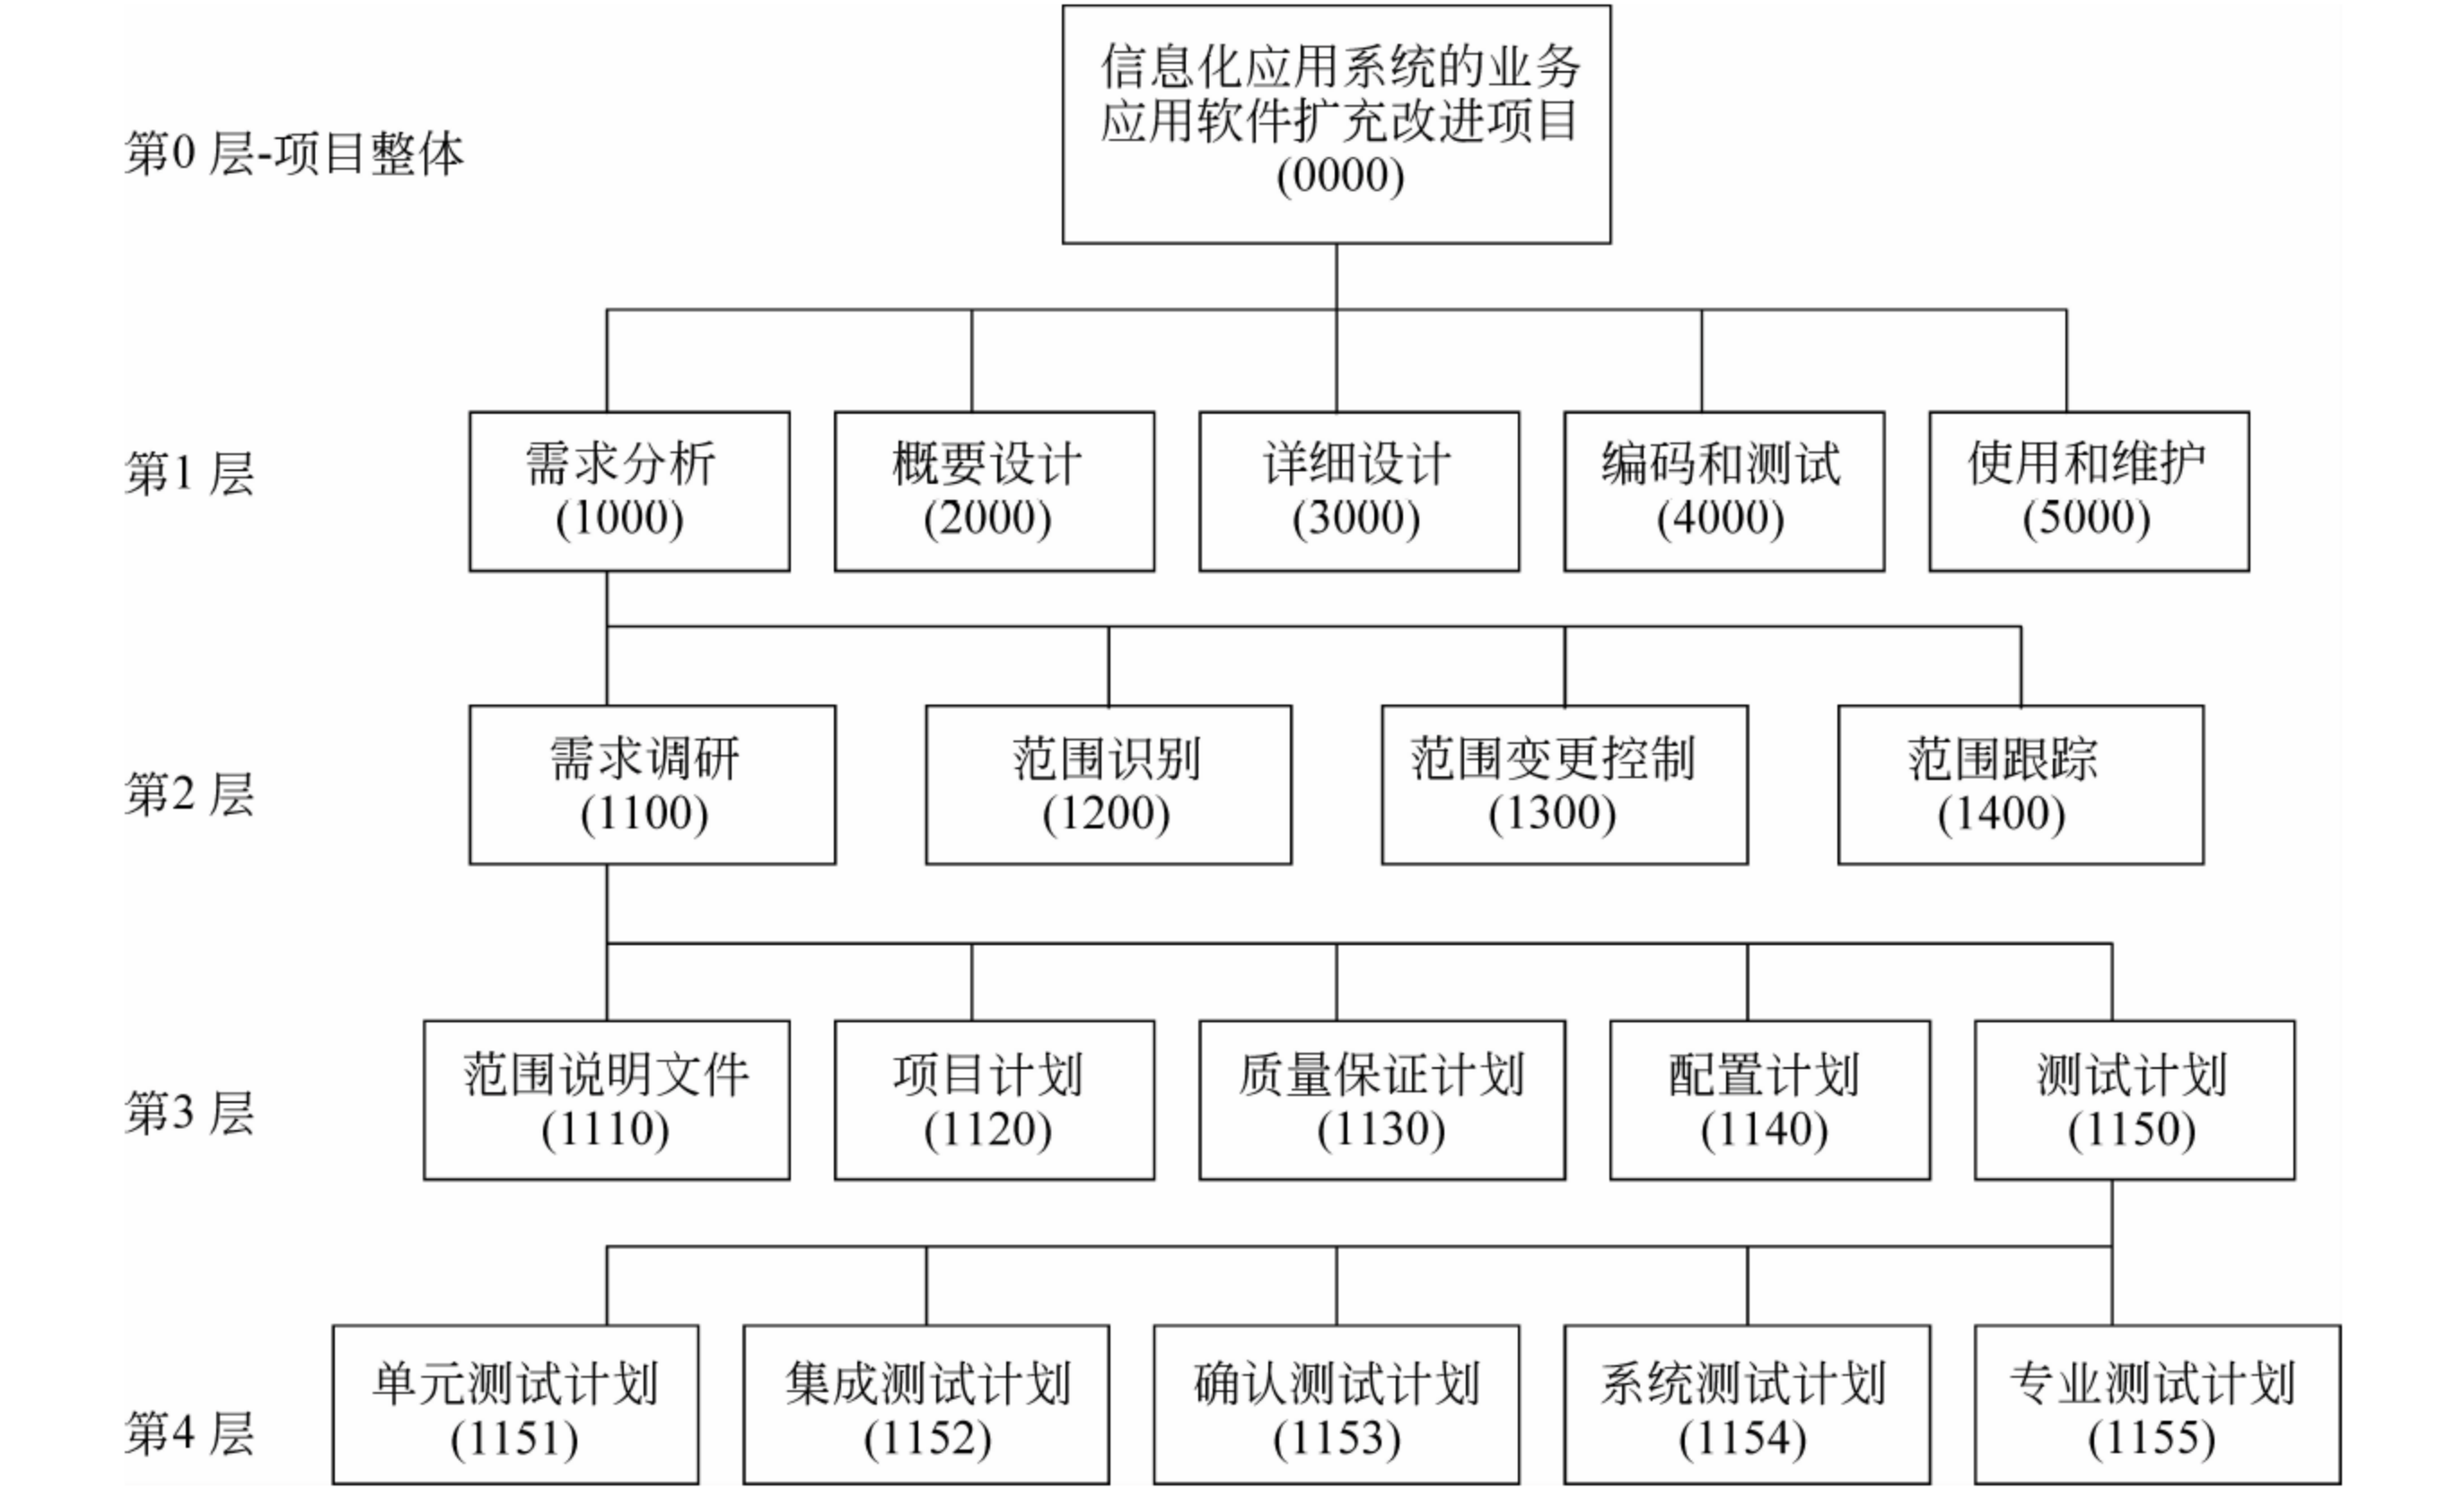 信息化应用系统的业务
应用软件扩充改进项目
(0000)
第0 层-项目整体
第1 层
需求分析
(1000)
概要设计
(2000)
详细设计
(3000)
编码和测试
(4000)
使用和维护
(5000)
第2 层
需求调研
(1100)
范围识别
(1200)
范围变更控制
(1300)
范围跟踪
(1400)
第3 层
范围说明文件
(1110)
项目计划
(1120)
质量保证计划
(1130)
配置计划
(1140)
测试计划
(1150)
第4 层
单元测试计划
(1151)
集成测试计划
(1152)
确认测试计划
(1153)
系统测试计划
(1154)
专业测试计划
(1155)